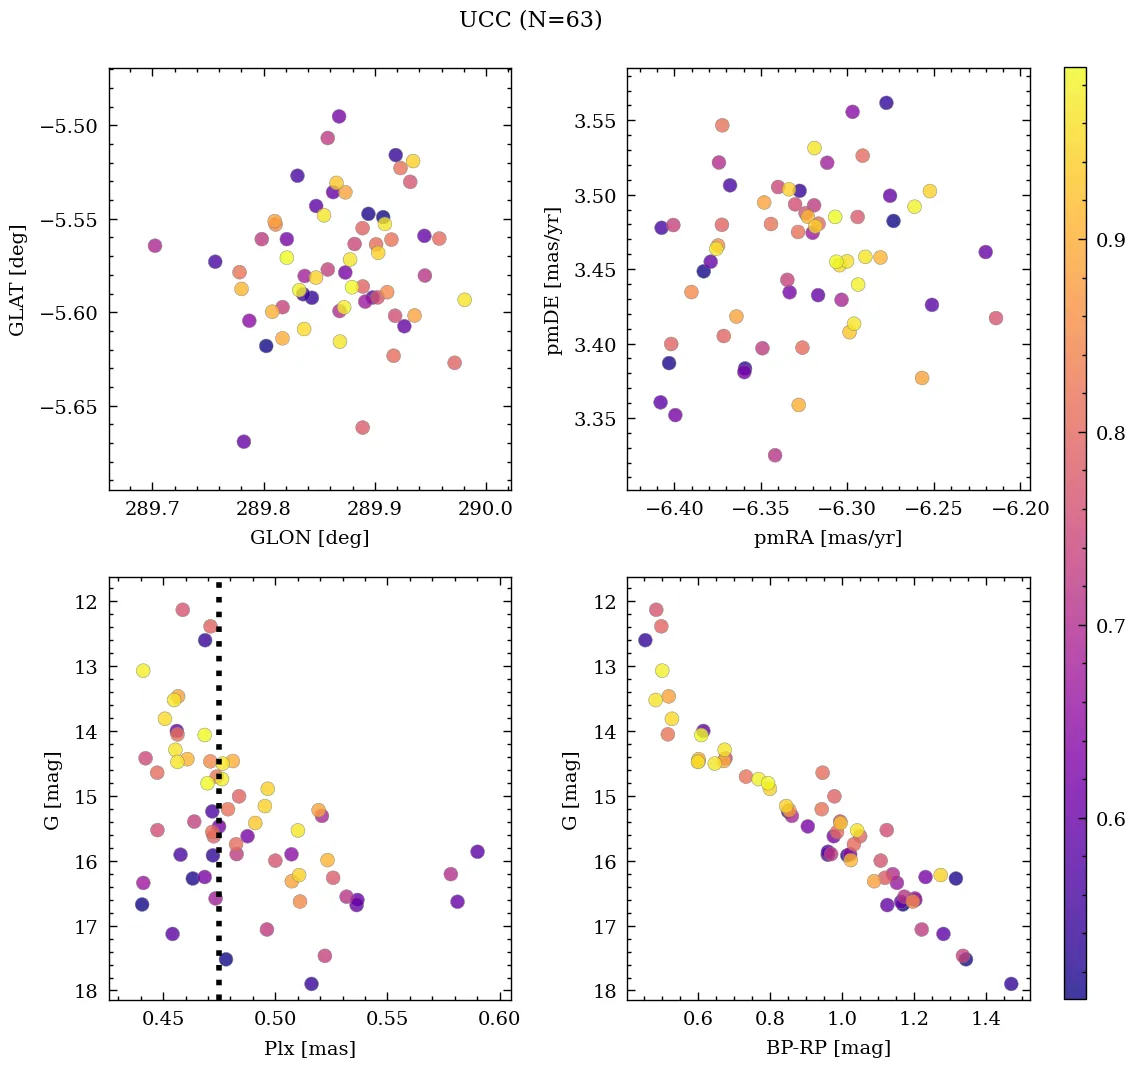 UCC (N=63)
−5.50
−5.55
−5.60
−5.65
GLAT [deg]
289.7 289.8 289.9 290.0
GLON [deg]
3.55
3.50
3.45
3.40
3.35
pmDE [mas/yr]
−6.40 −6.35 −6.30 −6.25 −6.20
pmRA [mas/yr]
0.9
0.8
0.7
0.6
12
13
14
15
16
17
18
G [mag]
0.45 0.50 0.55 0.60
Plx [mas]
12
13
14
15
16
17
18
G [mag]
0.6 0.8 1.0 1.2 1.4
BP-RP [mag]